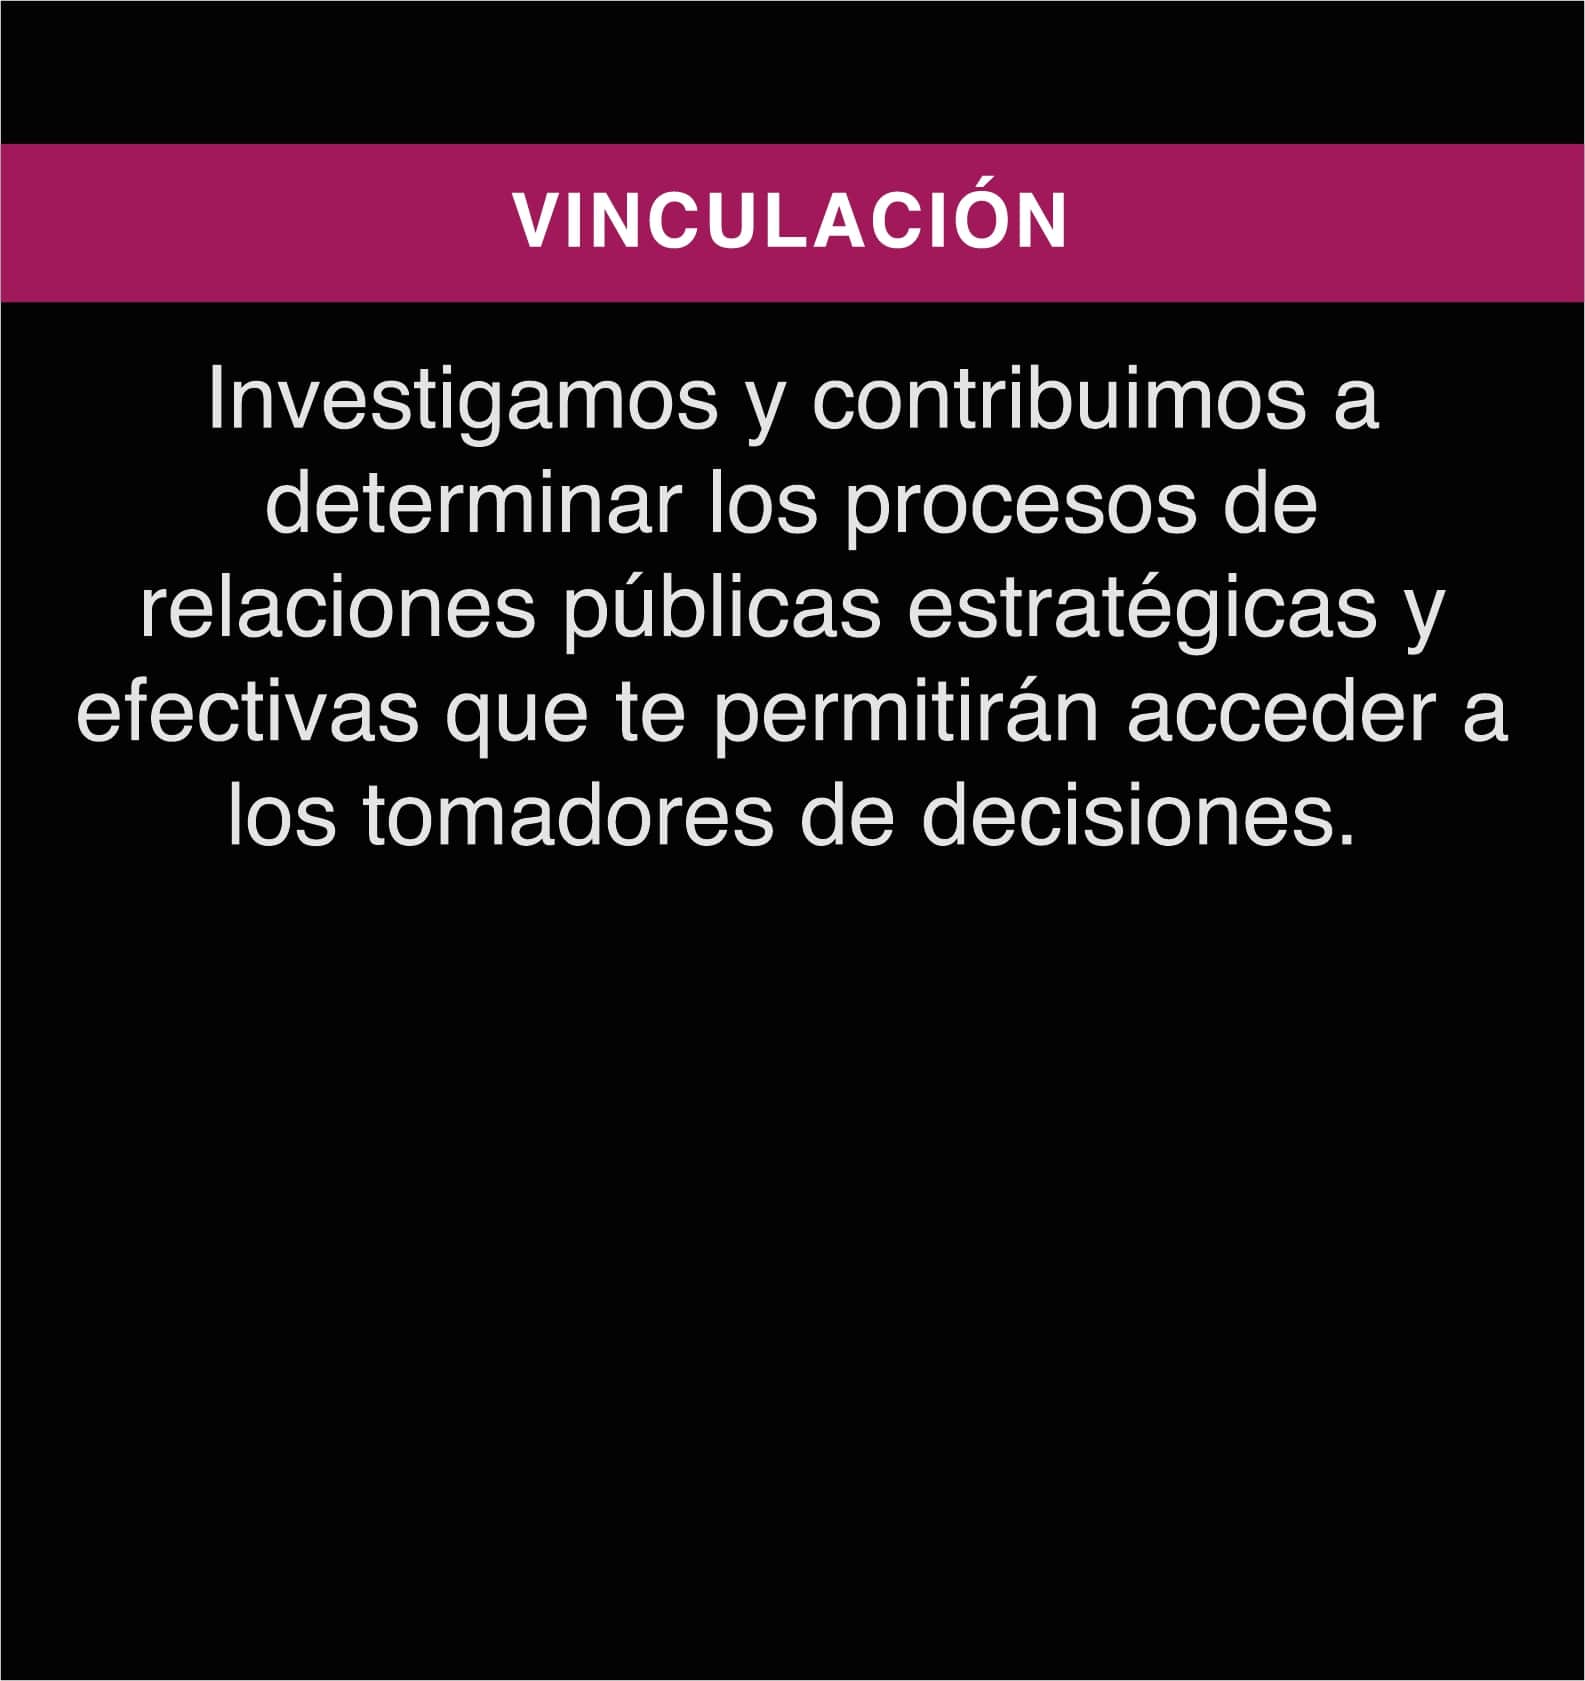 VINCULACIÓN
Investigamos y contribuimos a
determinar los procesos de
relaciones públicas estratégicas y
efectivas que te permitirán acceder a
los tomadores de decisiones.